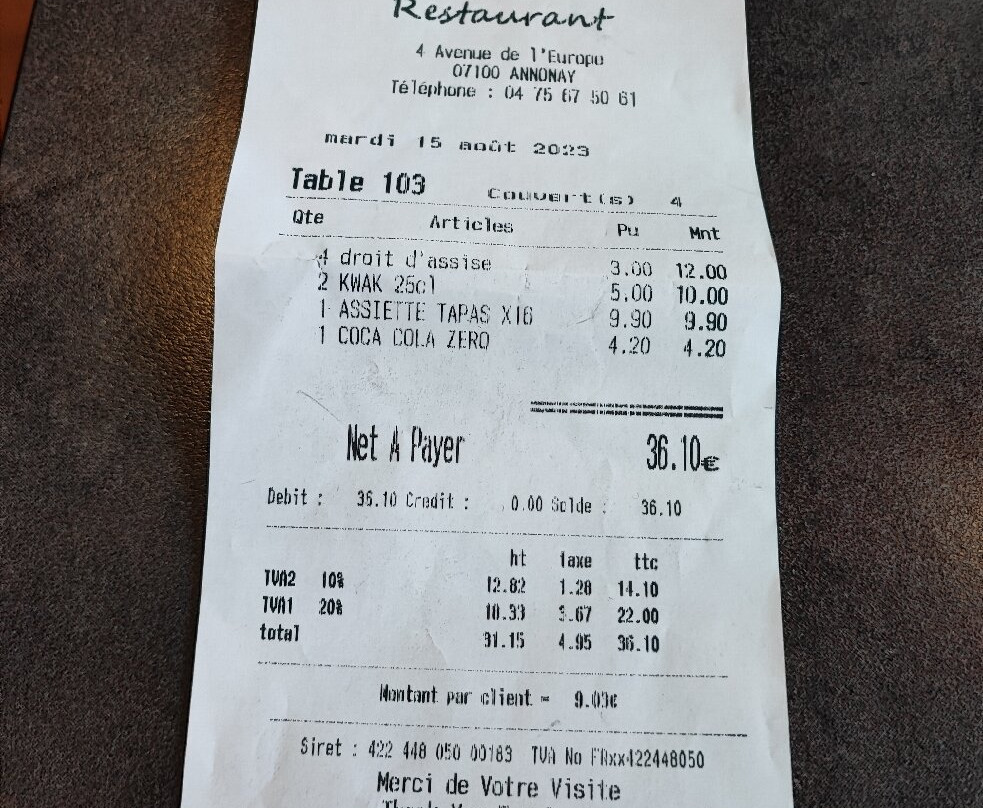 Restaurant
4 Avenue de l'Europe
07100 ANNONAY
Téléphone : 04 75 67 50 61
mardi 15 août 2023
Table 103 Couvert(s) 4
Qte Articles Pu Mnt
4 droit d'assise 3.00 12.00
2 KWAK 25cl 5.00 10.00
1 ASSIETTE TAPAS X16 9.90 9.90
1 COCA COLA ZERO 4.20 4.20
Net A Payer 36.10€
Debit : 36.10 Credit : 0.00 Solde : 36.10
ht taxe ttc
TVA2 10% 12.82 1.28 14.10
TVA1 20% 18.33 3.67 22.00
total 31.15 4.95 36.10
Montant par client = 9.03€
Siret : 422 448 050 00183 TVA No FRxx422448050
Merci de Votre Visite